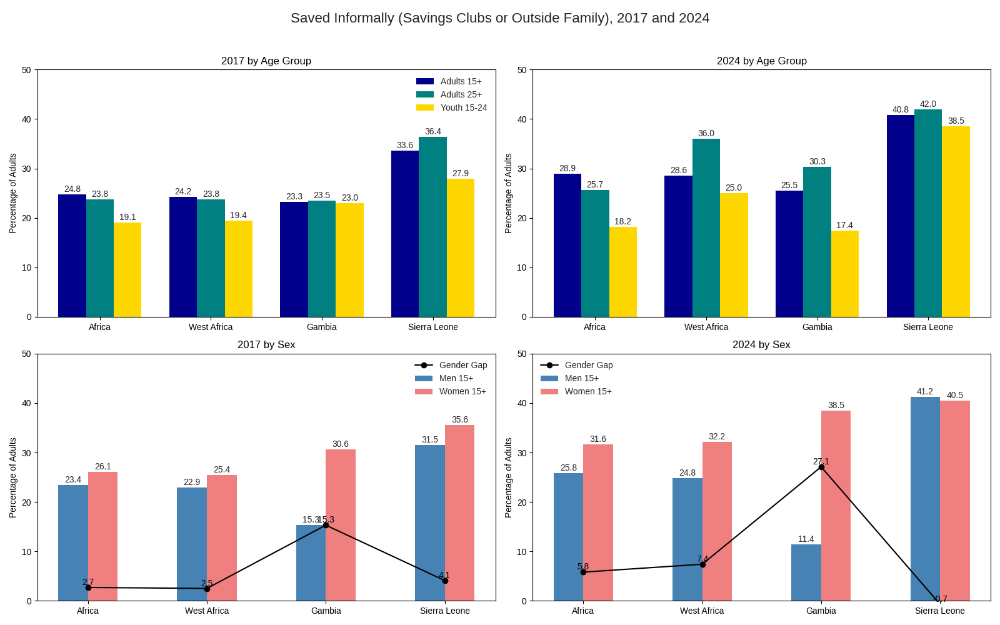 Saved Informally (Savings Clubs or Outside Family), 2017 and 2024
2017 by Age Group
Percentage of Adults
50
40
30
20
10
0
Adults 15+
Adults 25+
Youth 15-24
24.8
23.8
19.1
24.2
23.8
19.4
23.3
23.5
23.0
33.6
36.4
27.9
Africa
West Africa
Gambia
Sierra Leone
2024 by Age Group
Percentage of Adults
50
40
30
20
10
0
28.9
25.7
18.2
28.6
36.0
25.0
25.5
30.3
17.4
40.8
42.0
38.5
Africa
West Africa
Gambia
Sierra Leone
2017 by Sex
Percentage of Adults
50
40
30
20
10
0
Gender Gap
Men 15+
Women 15+
23.4
26.1
22.9
25.4
15.3
30.6
31.5
35.6
2.7
2.5
15.3
4.1
Africa
West Africa
Gambia
Sierra Leone
2024 by Sex
Percentage of Adults
50
40
30
20
10
0
Gender Gap
Men 15+
Women 15+
25.8
31.6
24.8
32.2
11.4
38.5
41.2
40.5
5.8
7.4
27.1
-0.7
Africa
West Africa
Gambia
Sierra Leone